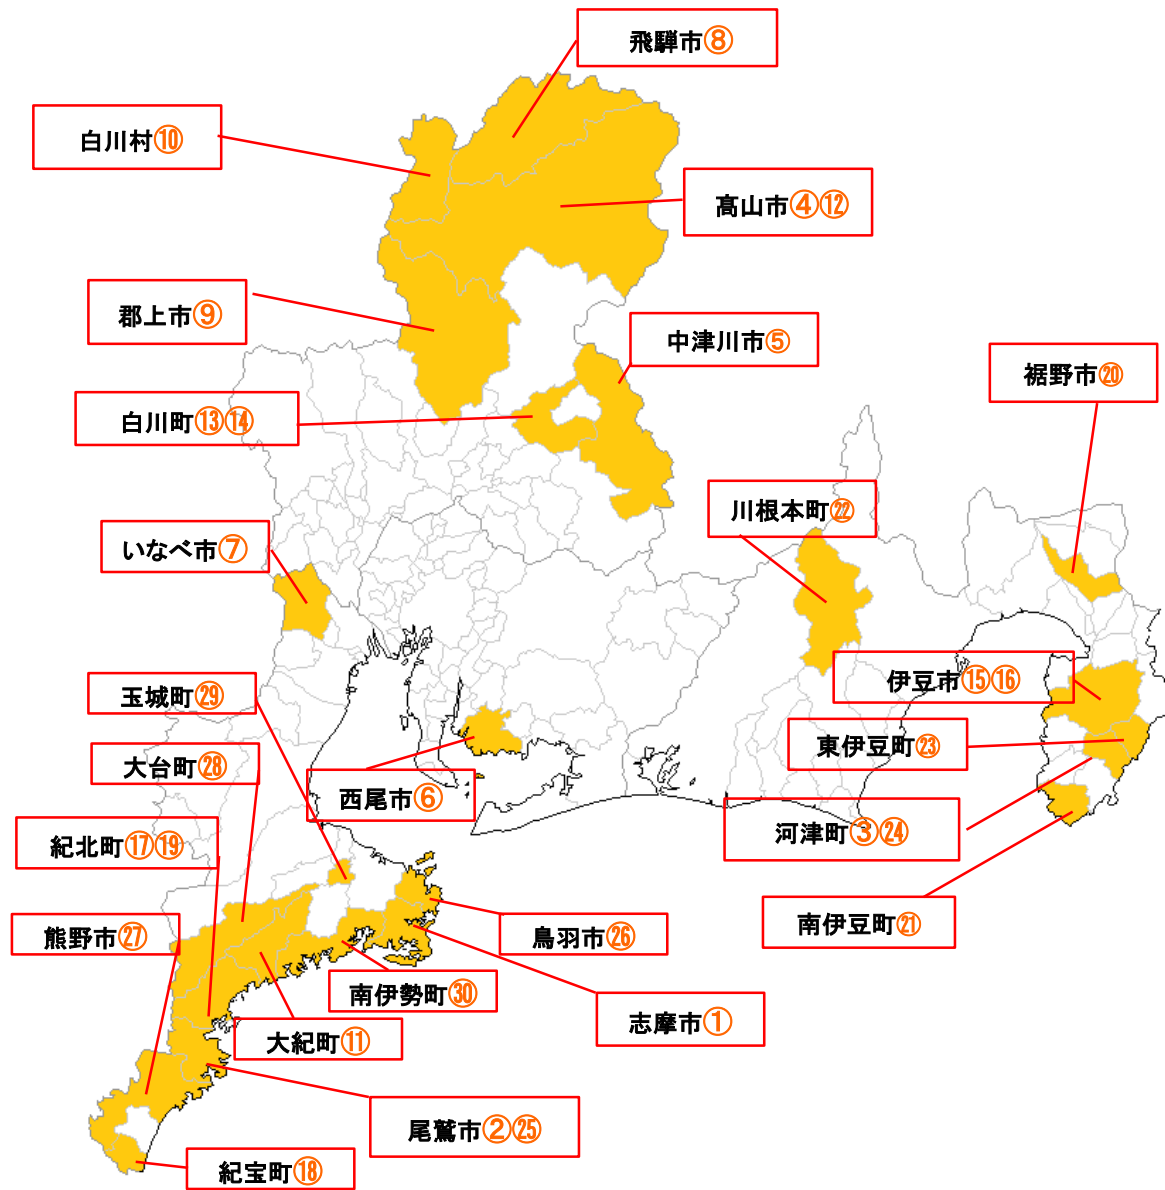 飛騨市⑧
白川村⑩
髙山市④⑫
郡上市⑨
中津川市⑤
裾野市⑳
白川町⑬⑭
川根本町㉒
いなべ市⑦
伊豆市⑮⑯
玉城町㉙
東伊豆町㉓
大台町㉘
西尾市⑥
河津町③㉔
紀北町⑰⑲
南伊豆町㉑
熊野市㉗
鳥羽市㉖
南伊勢町㉚
志摩市①
大紀町⑪
尾鷲市②㉕
紀宝町⑱